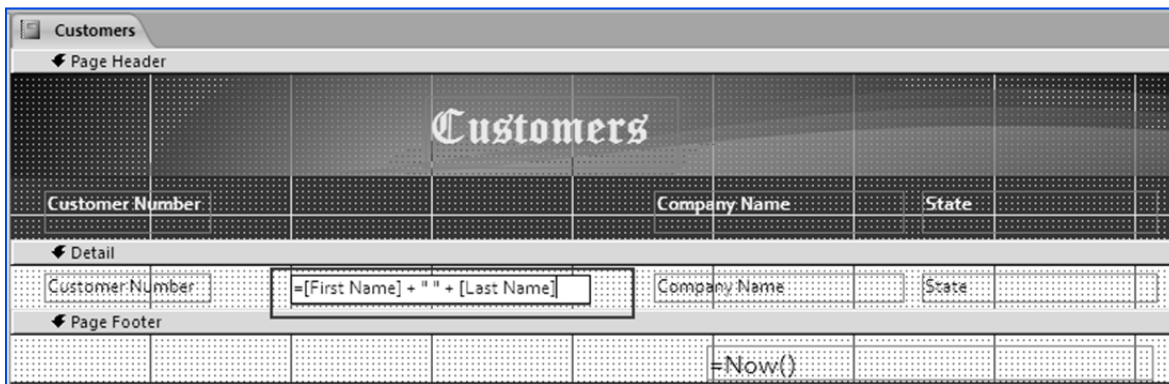 Customers
Page Header
Customers
Customer Number Company Name State
Detail
Customer Number =[First Name] + " " + [Last Name] Company Name State
Page Footer
=Now()